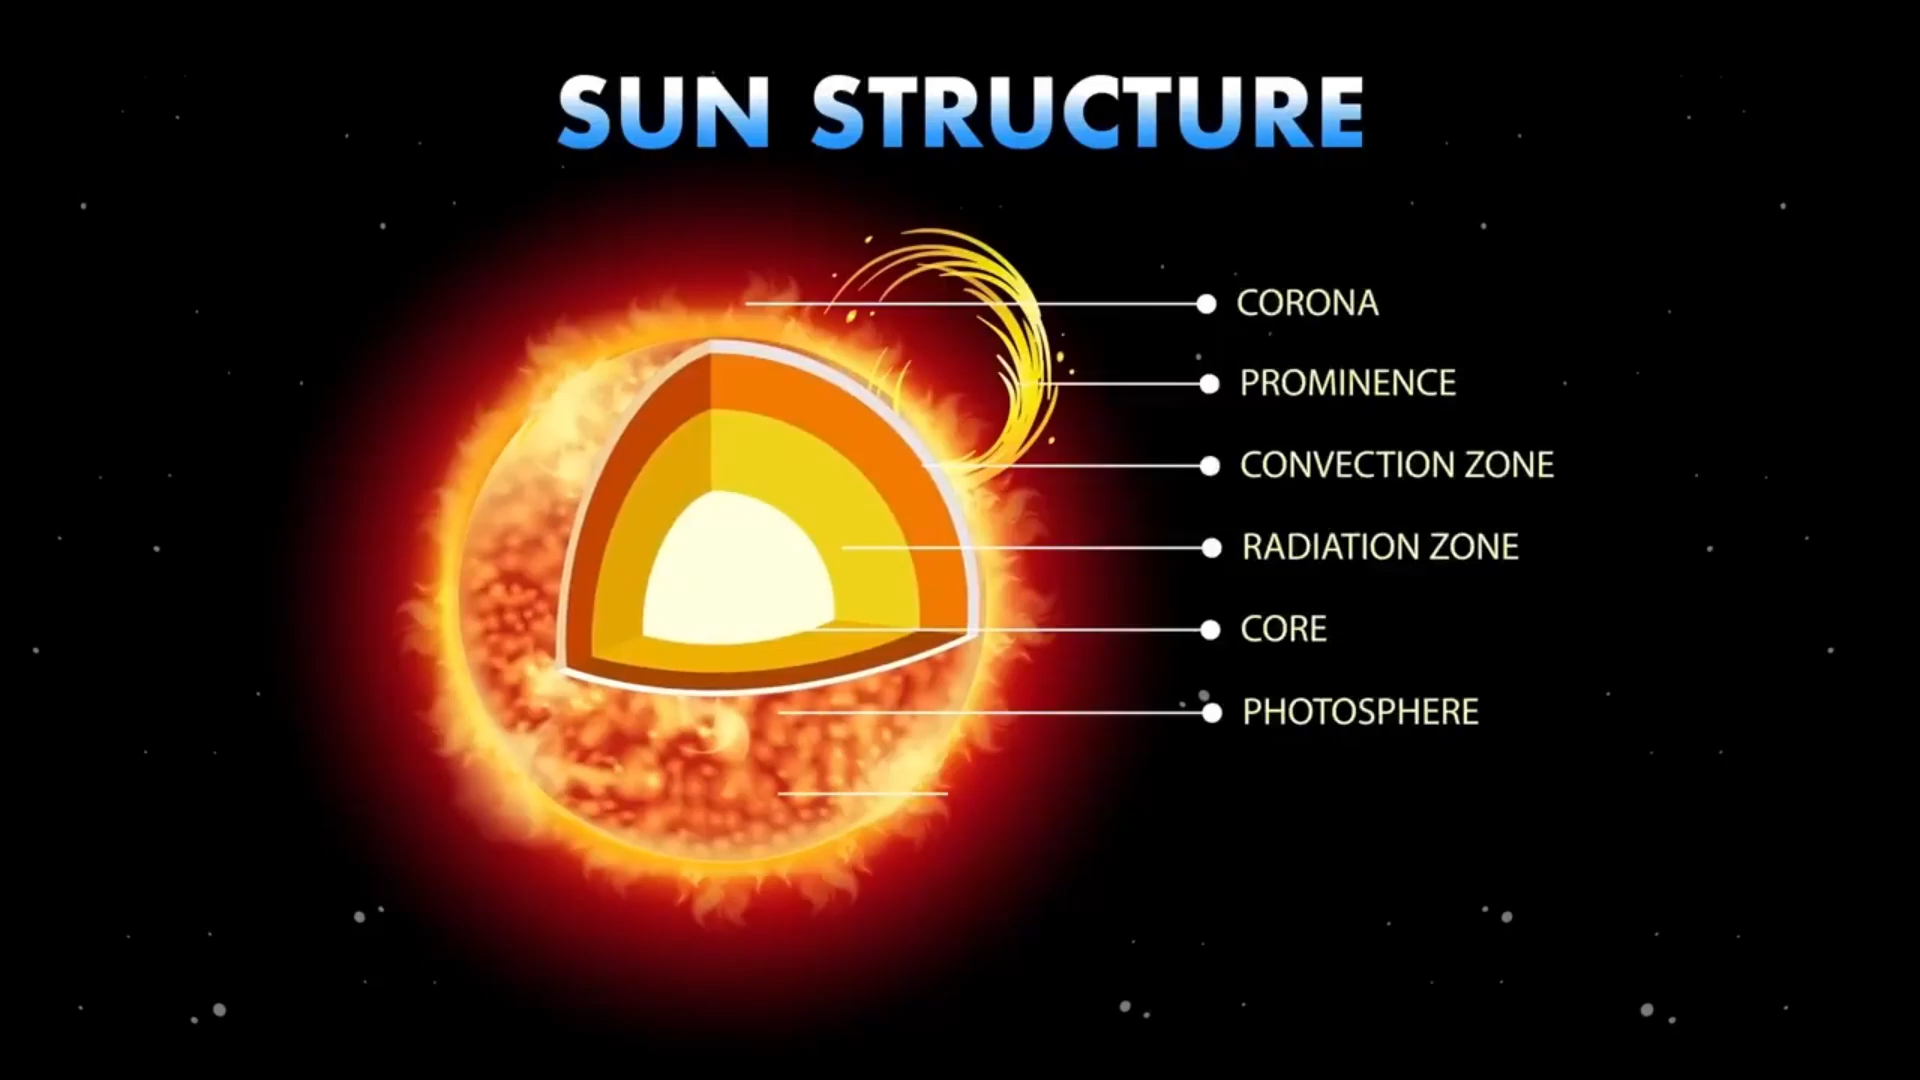 SUN STRUCTURE
CORONA
PROMINENCE
CONVECTION ZONE
RADIATION ZONE
CORE
PHOTOSPHERE